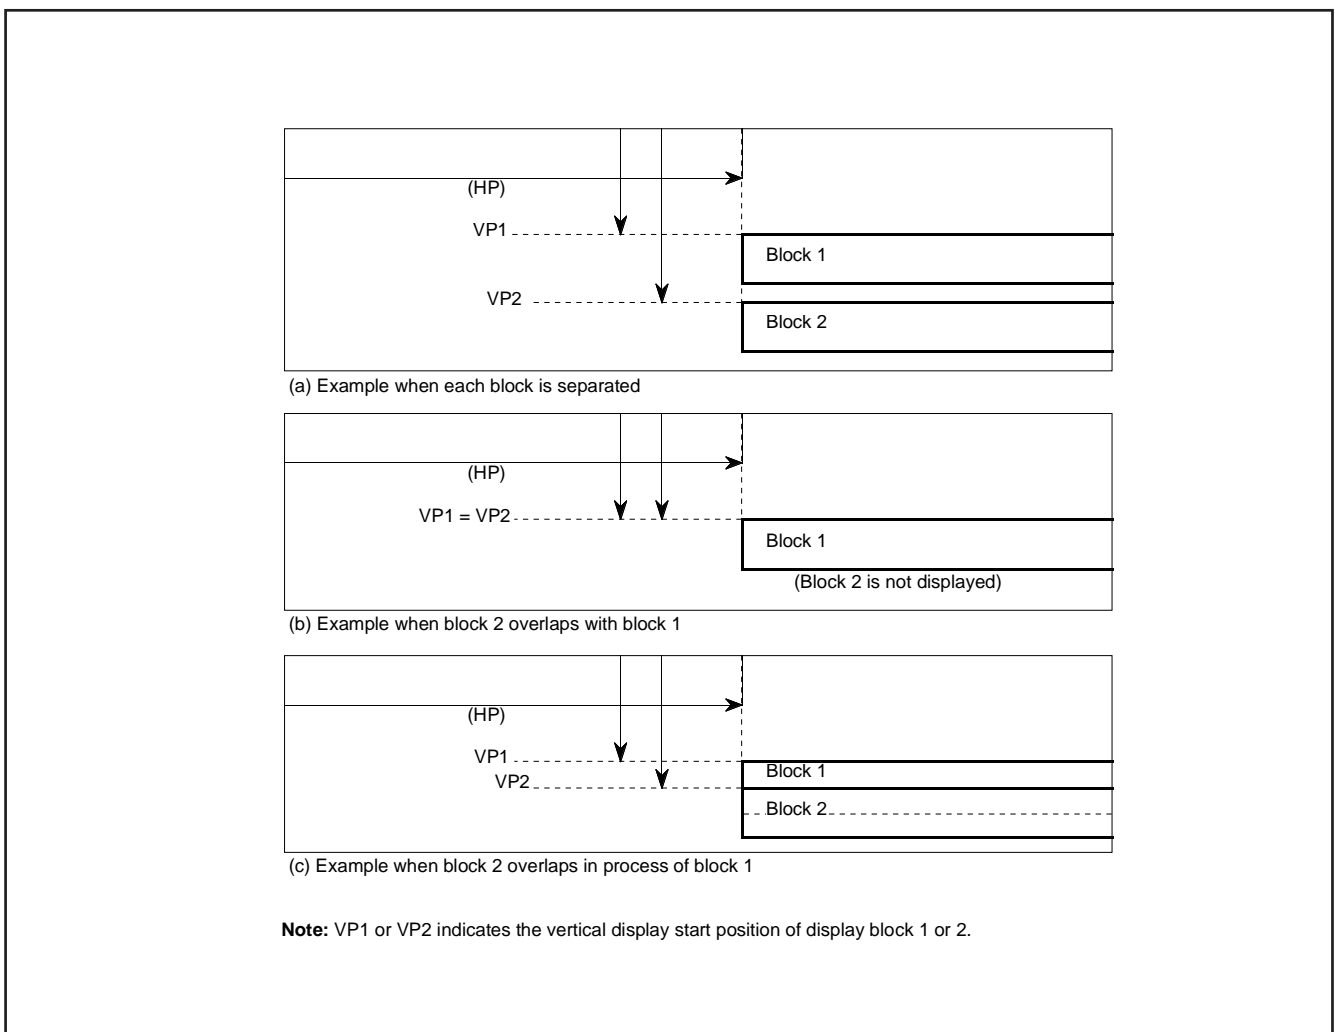 (HP)
VP1
Block 1
VP2
Block 2
(a) Example when each block is separated
(HP)
VP1 = VP2
Block 1
(Block 2 is not displayed)
(b) Example when block 2 overlaps with block 1
(HP)
VP1
Block 1
VP2
Block 2
(c) Example when block 2 overlaps in process of block 1
Note: VP1 or VP2 indicates the vertical display start position of display block 1 or 2.